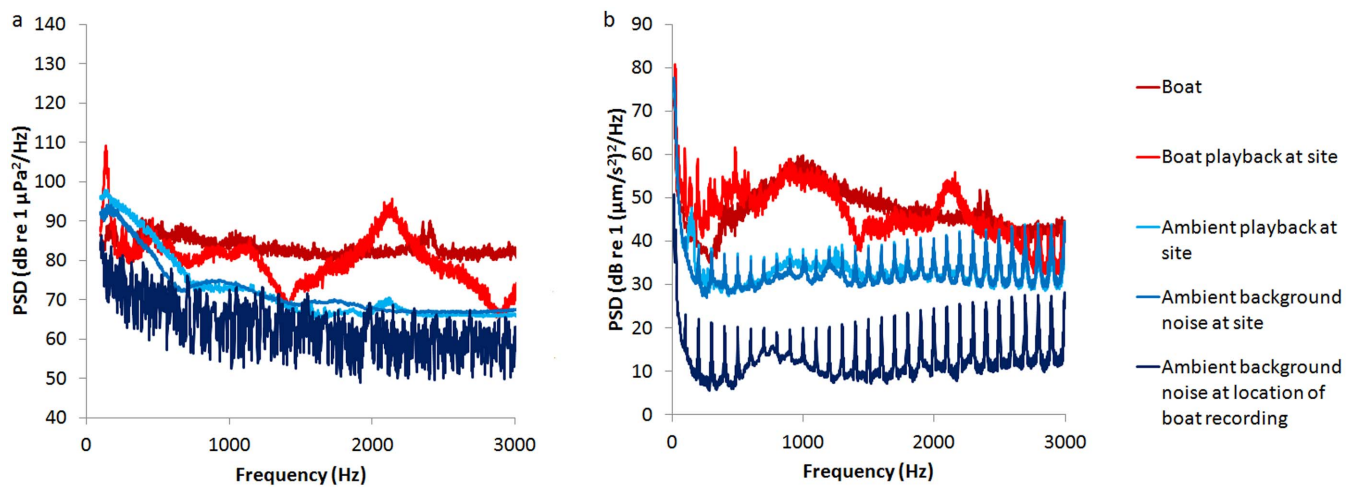 a
PSD (dB re 1 µPa²/Hz)
140
130
120
110
100
90
80
70
60
50
40
0
1000
2000
3000
Frequency (Hz)
b
PSD (dB re 1 (µm/s²)²)/Hz)
90
80
70
60
50
40
30
20
10
0
0
1000
2000
3000
Frequency (Hz)
Boat
Boat playback at site
Ambient playback at
site
Ambient background
noise at site
Ambient background
noise at location of
boat recording